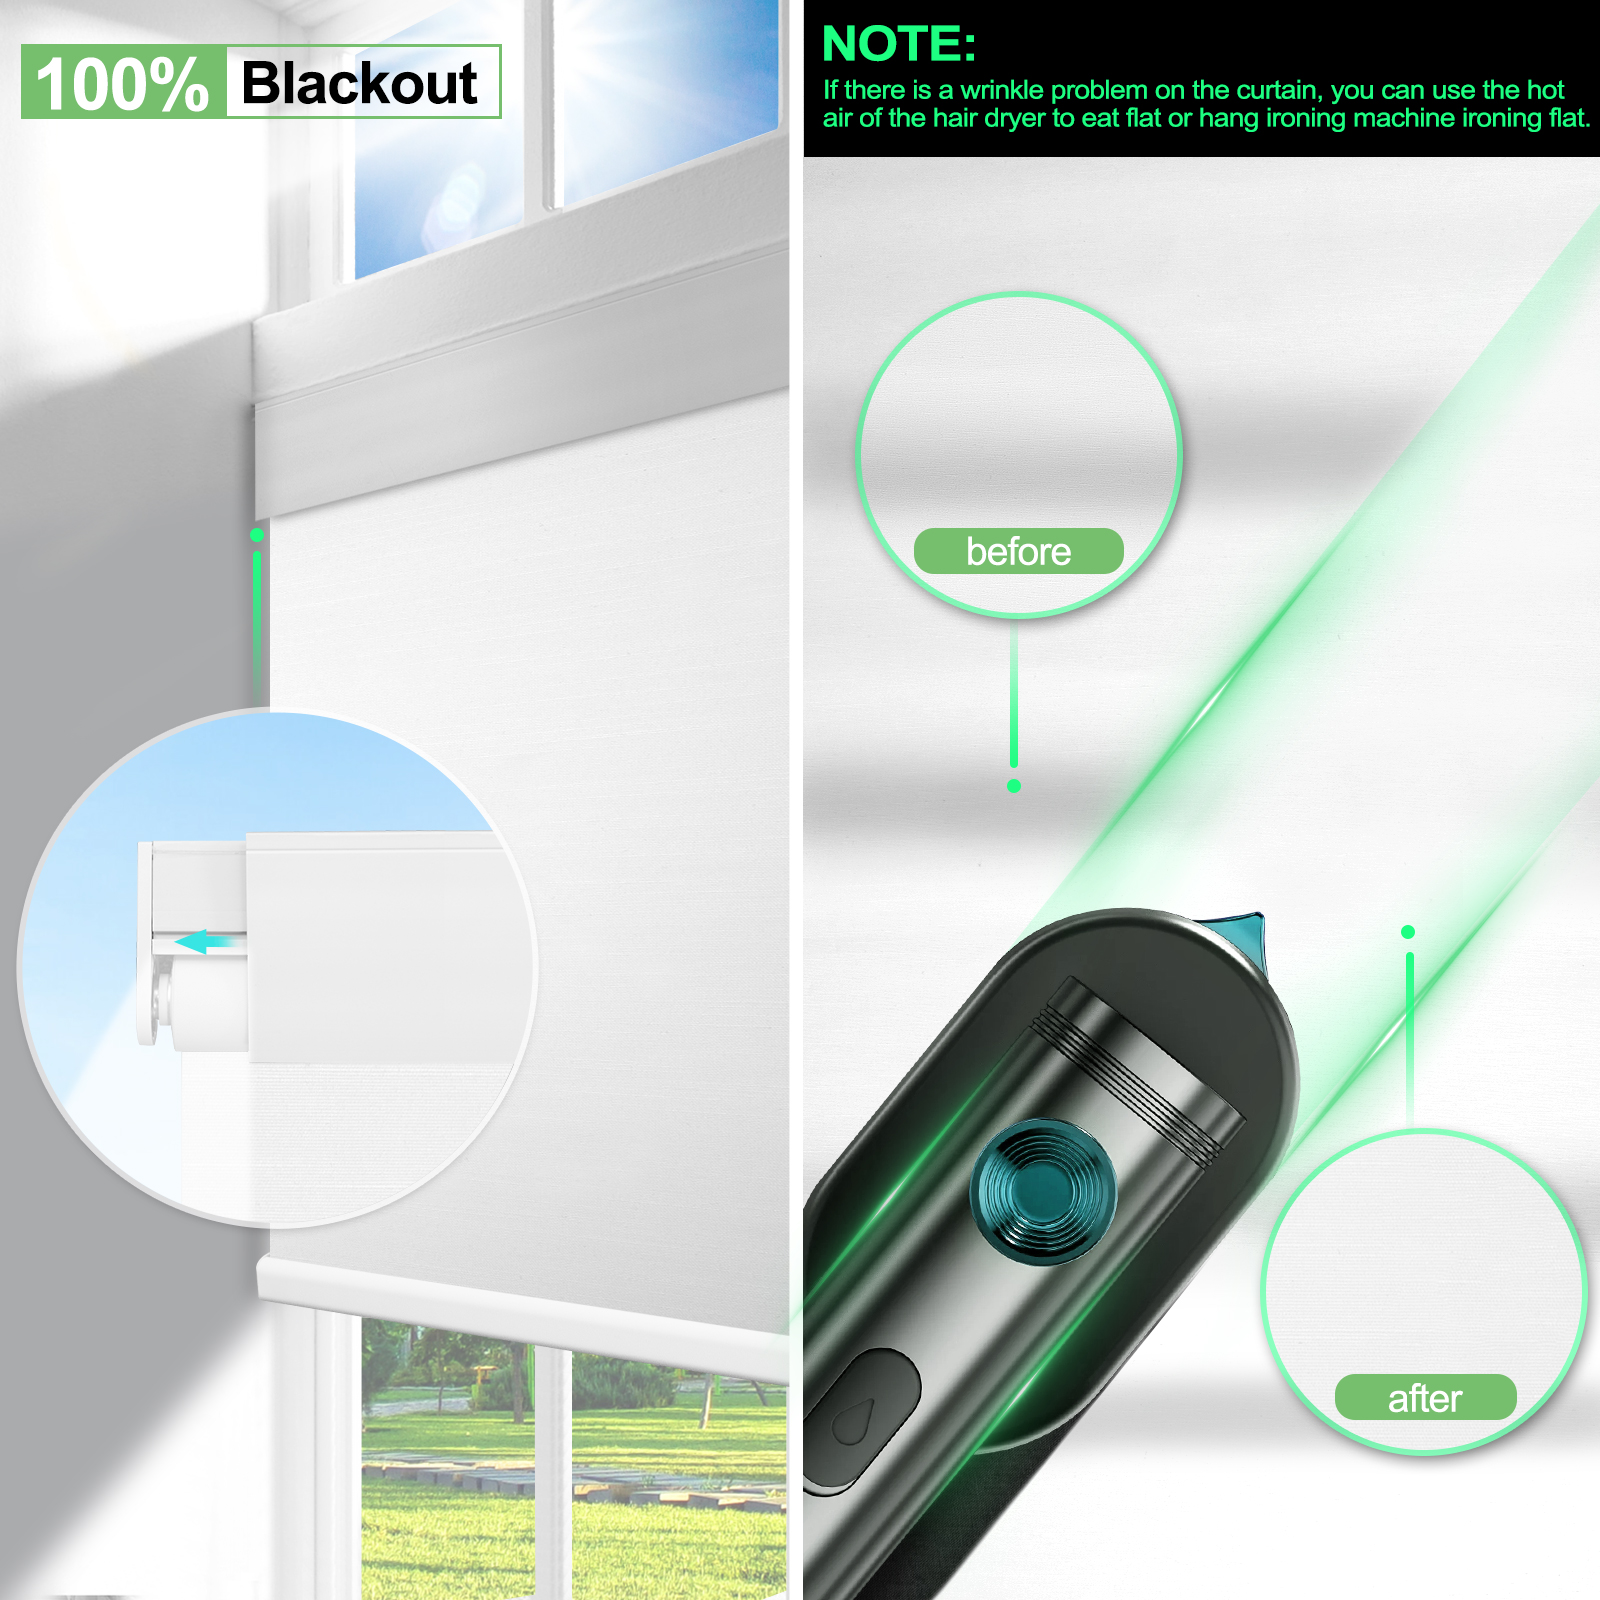 100% Blackout
NOTE:
If there is a wrinkle problem on the curtain, you can use the hot
air of the hair dryer to eat flat or hang ironing machine ironing flat.
before
after